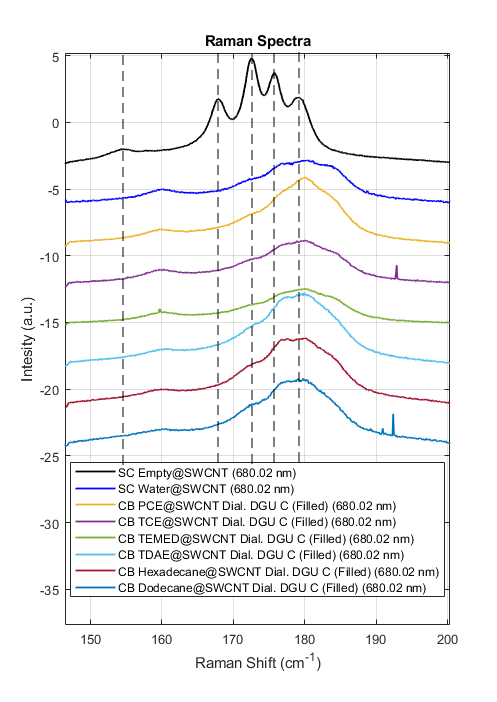 Raman Spectra
5
0
-5
-10
-15
-20
-25
-30
-35
Intesity (a.u.)
SC Empty@SWCNT (680.02 nm)
SC Water@SWCNT (680.02 nm)
CB PCE@SWCNT Dial. DGU C (Filled) (680.02 nm)
CB TCE@SWCNT Dial. DGU C (Filled) (680.02 nm)
CB TEMED@SWCNT Dial. DGU C (Filled) (680.02 nm)
CB TDAE@SWCNT Dial. DGU C (Filled) (680.02 nm)
CB Hexadecane@SWCNT Dial. DGU C (Filled) (680.02 nm)
CB Dodecane@SWCNT Dial. DGU C (Filled) (680.02 nm)
150 160 170 180 190 200
Raman Shift (cm⁻¹)